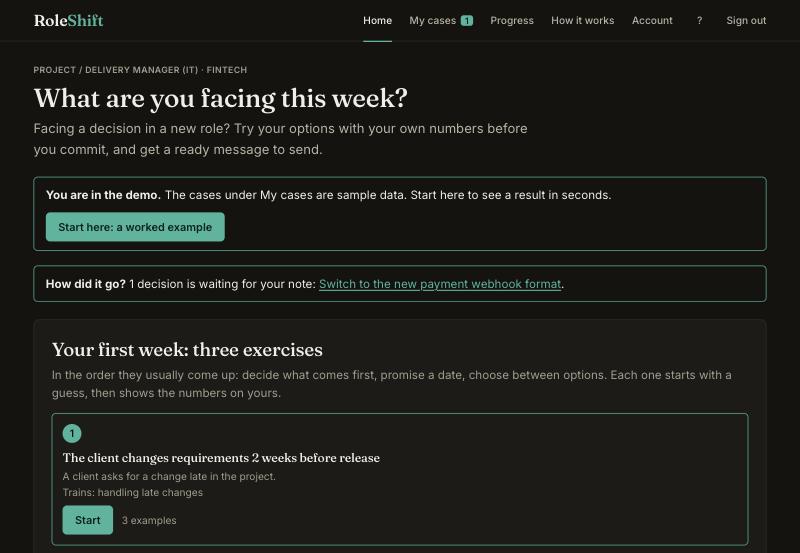 RoleShift
Home
My cases 1
Progress
How it works
Account
?
Sign out
PROJECT / DELIVERY MANAGER (IT) · FINTECH
What are you facing this week?
Facing a decision in a new role? Try your options with your own numbers before
you commit, and get a ready message to send.
You are in the demo. The cases under My cases are sample data. Start here to see a result in seconds.
Start here: a worked example
How did it go? 1 decision is waiting for your note: Switch to the new payment webhook format.
Your first week: three exercises
In the order they usually come up: decide what comes first, promise a date, choose between options. Each one starts with a
guess, then shows the numbers on yours.
1
The client changes requirements 2 weeks before release
A client asks for a change late in the project.
Trains: handling late changes
Start
3 examples